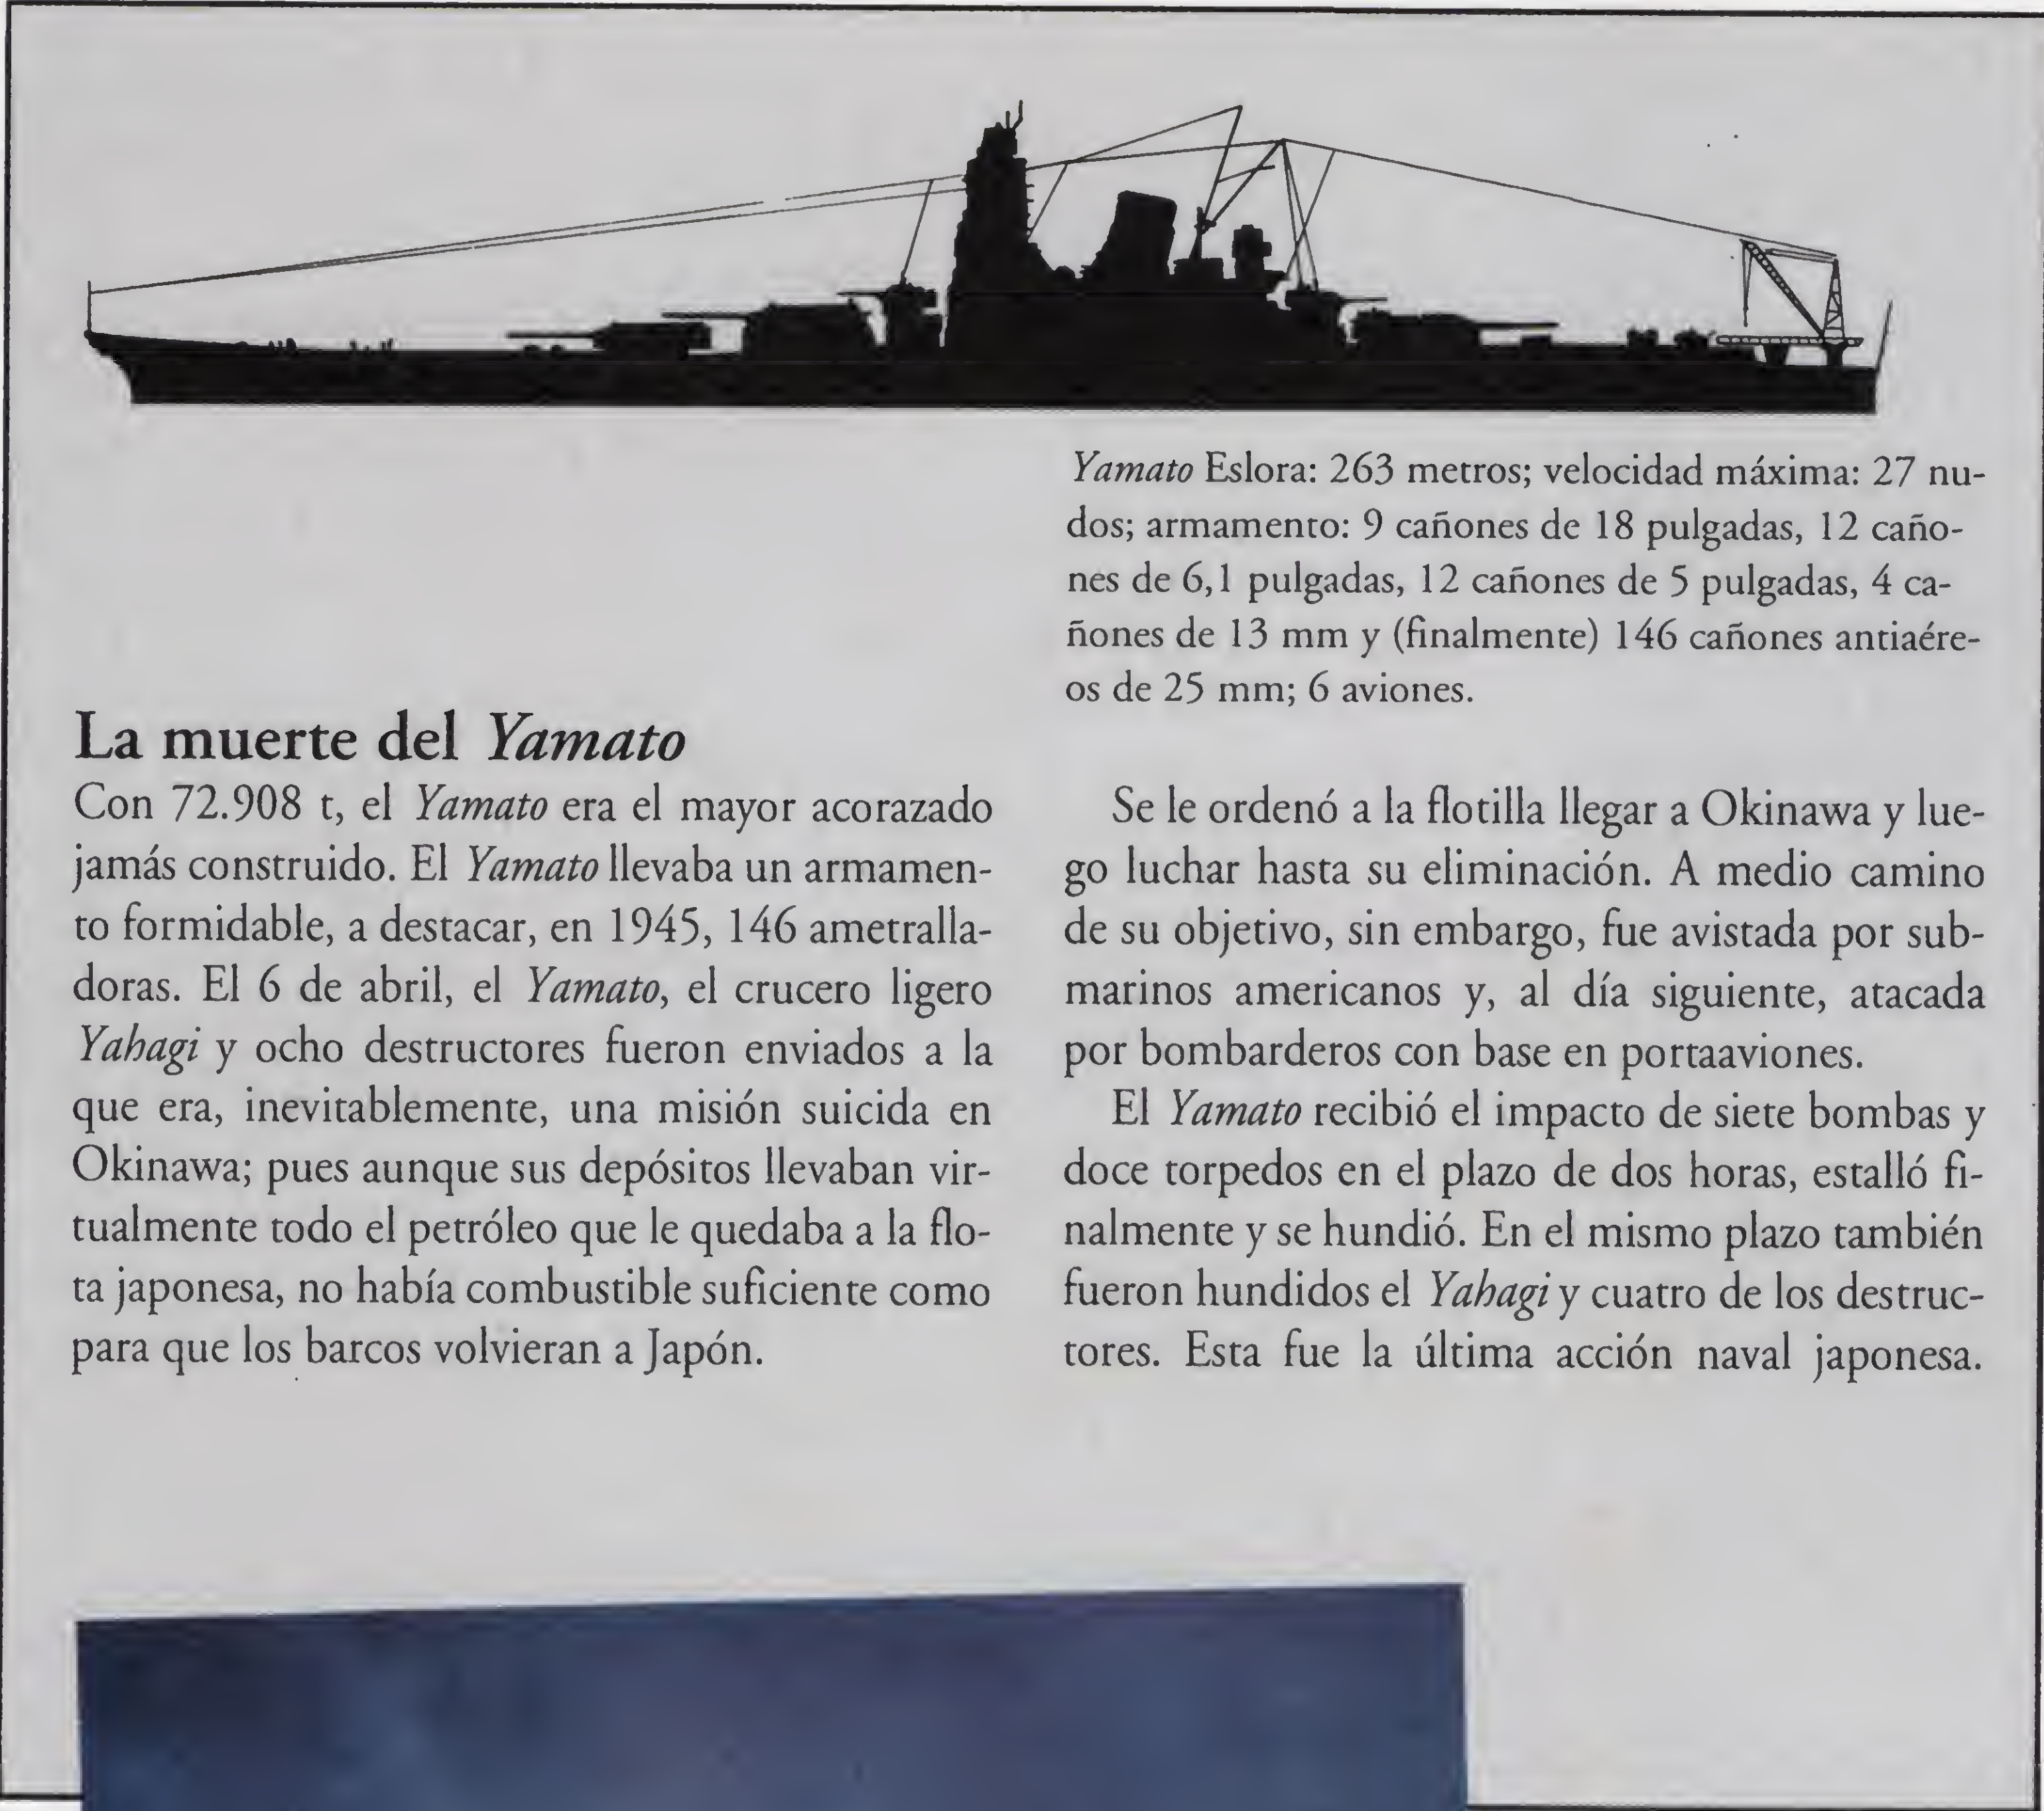 Yamato Eslora: 263 metros; velocidad máxima: 27 nu-
dos; armamento: 9 cañones de 18 pulgadas, 12 caño-
nes de 6,1 pulgadas, 12 cañones de 5 pulgadas, 4 ca-
ñones de 13 mm y (finalmente) 146 cañones antiaére-
os de 25 mm; 6 aviones.
La muerte del Yamato
Con 72.908 t, el Yamato era el mayor acorazado
jamás construido. El Yamato llevaba un armamen-
to formidable, a destacar, en 1945, 146 ametralla-
doras. El 6 de abril, el Yamato, el crucero ligero
Yahagi y ocho destructores fueron enviados a la
que era, inevitablemente, una misión suicida en
Okinawa; pues aunque sus depósitos llevaban vir-
tualmente todo el petróleo que le quedaba a la flo-
ta japonesa, no había combustible suficiente como
para que los barcos volvieran a Japón.
Se le ordenó a la flotilla llegar a Okinawa y lue-
go luchar hasta su eliminación. A medio camino
de su objetivo, sin embargo, fue avistada por sub-
marinos americanos y, al día siguiente, atacada
por bombarderos con base en portaaviones.
El Yamato recibió el impacto de siete bombas y
doce torpedos en el plazo de dos horas, estalló fi-
nalmente y se hundió. En el mismo plazo también
fueron hundidos el Yahagi y cuatro de los destruc-
tores. Esta fue la última acción naval japonesa.